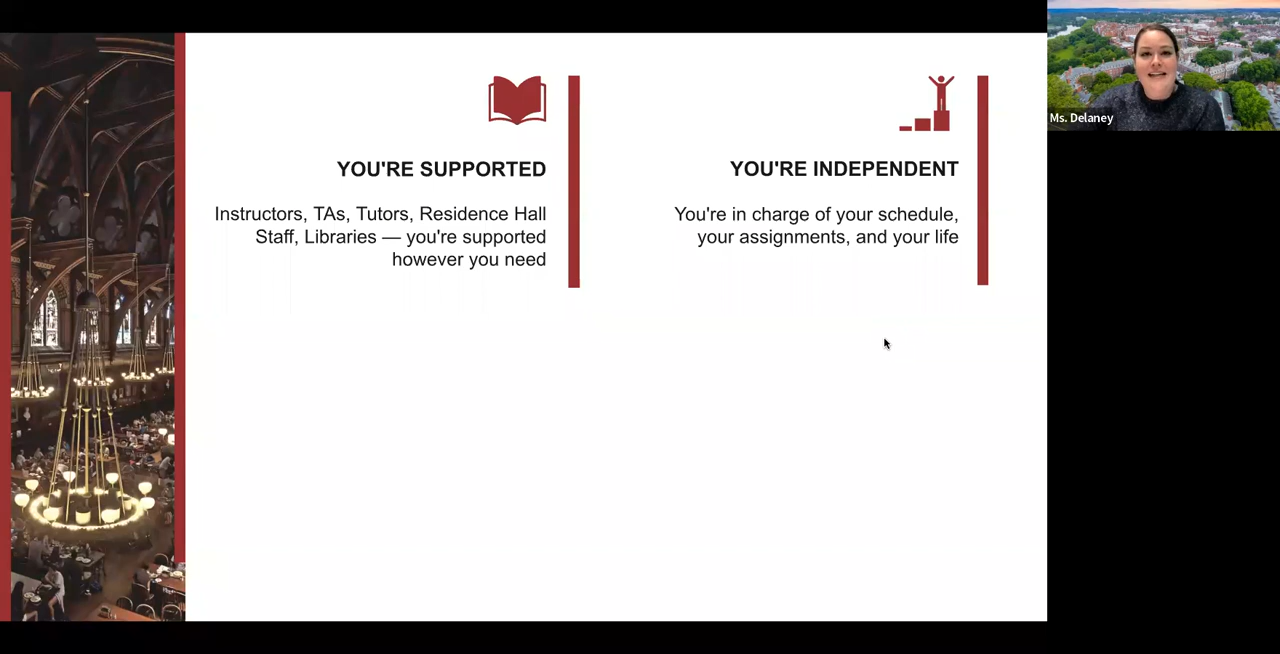 YOU'RE SUPPORTED
Instructors, TAs, Tutors, Residence Hall
Staff, Libraries — you're supported
however you need
YOU'RE INDEPENDENT
You're in charge of your schedule,
your assignments, and your life
Ms. Delaney